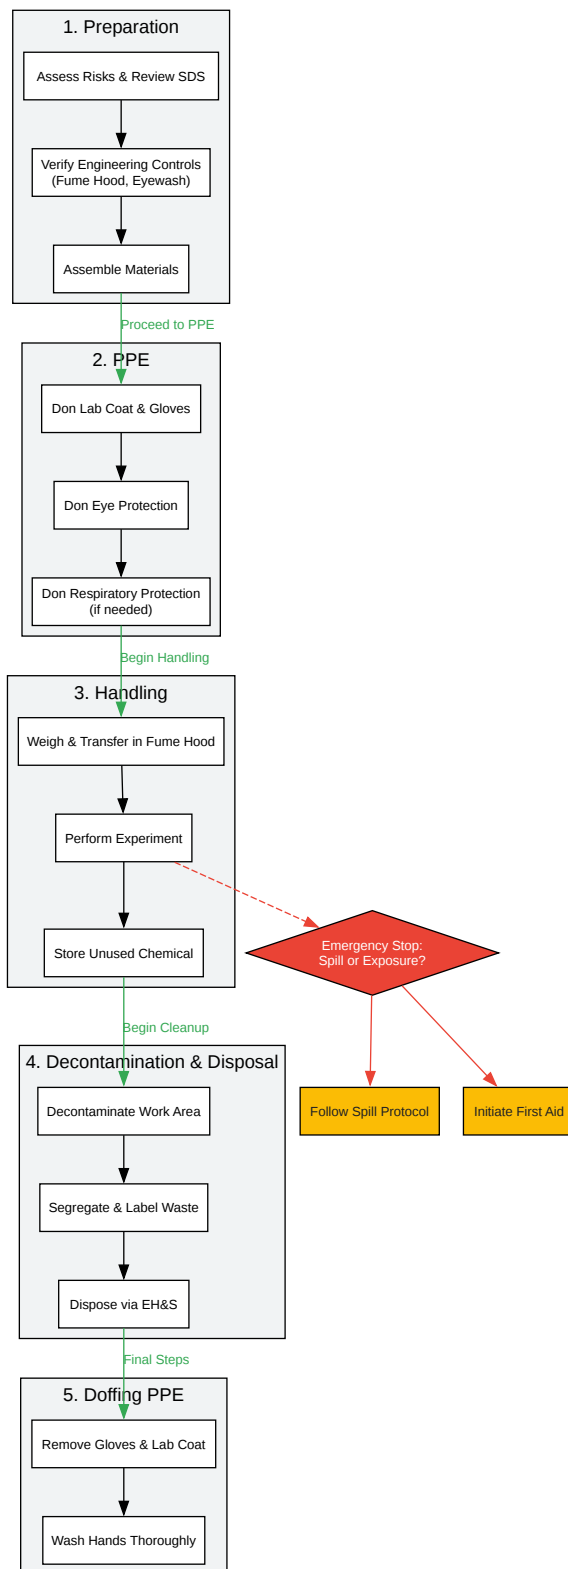 1. Preparation
Assess Risks & Review SDS
Verify Engineering Controls
(Fume Hood, Eyewash)
Assemble Materials
Proceed to PPE
2. PPE
Don Lab Coat & Gloves
Don Eye Protection
Don Respiratory Protection
(if needed)
Begin Handling
3. Handling
Weigh & Transfer in Fume Hood
Perform Experiment
Emergency Stop:
Spill or Exposure?
Store Unused Chemical
Begin Cleanup
4. Decontamination & Disposal
Decontaminate Work Area
Follow Spill Protocol
Initiate First Aid
Segregate & Label Waste
Dispose via EH&S
Final Steps
5. Doffing PPE
Remove Gloves & Lab Coat
Wash Hands Thoroughly